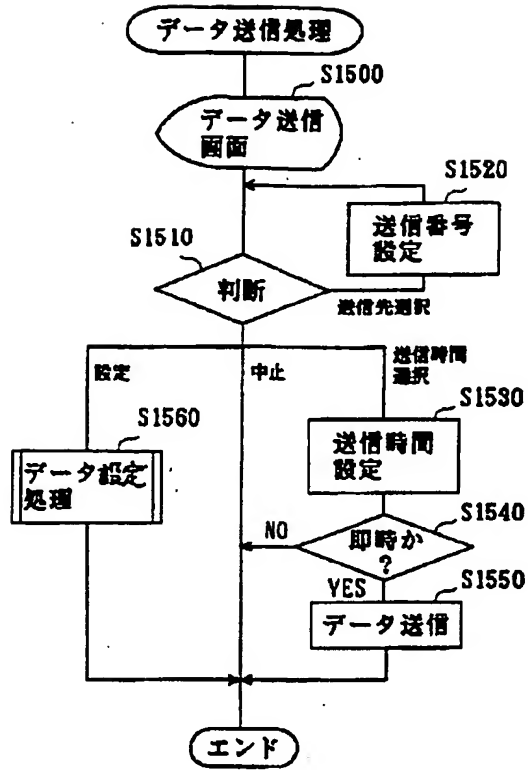 データ送信処理
S1500
データ送信
画面
S1520
送信番号
設定
S1510
判断
送信先選択
設定
中止
送信時間
選択
S1530
送信時間
設定
S1560
データ設定
処理
S1540
即時か
?
NO
YES
S1550
データ送信
エンド